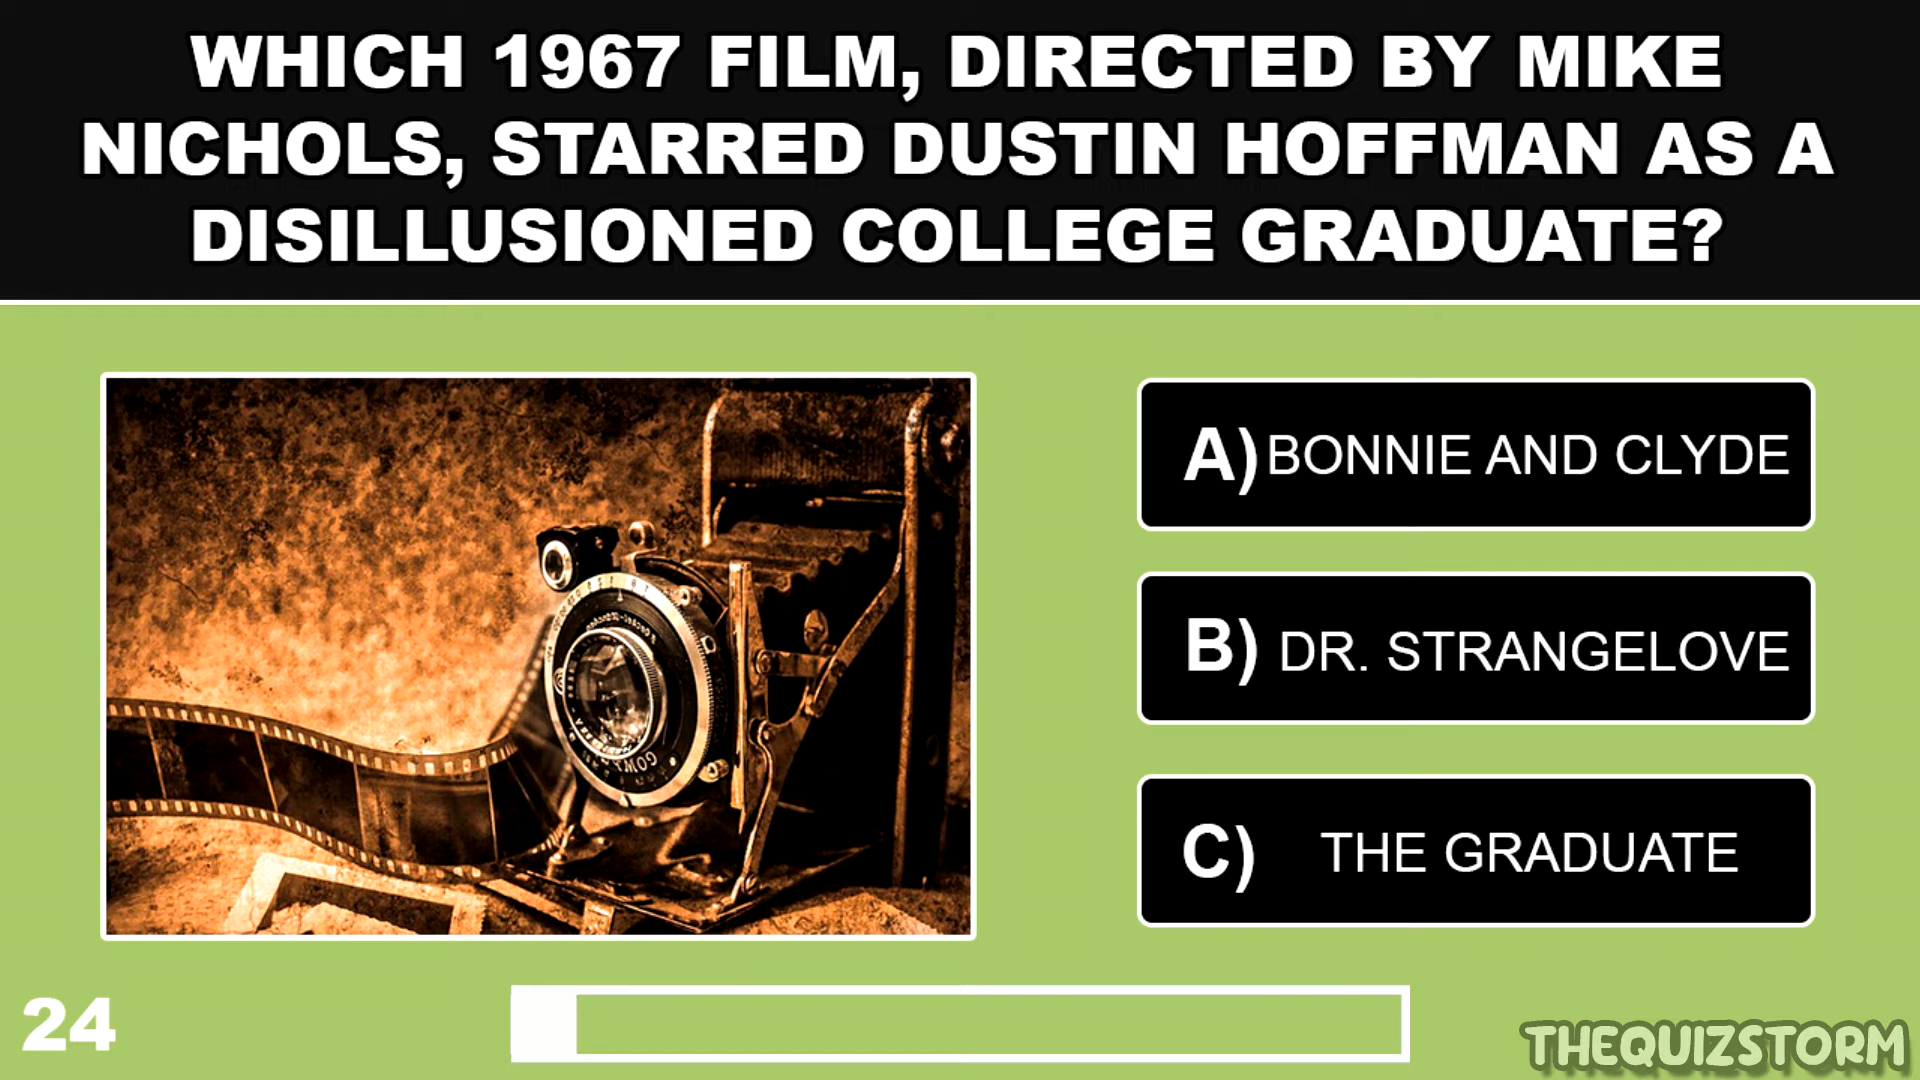 WHICH 1967 FILM, DIRECTED BY MIKE
NICHOLS, STARRED DUSTIN HOFFMAN AS A
DISILLUSIONED COLLEGE GRADUATE?
A) BONNIE AND CLYDE
B) DR. STRANGELOVE
C) THE GRADUATE
24
THEQUIZSTORM